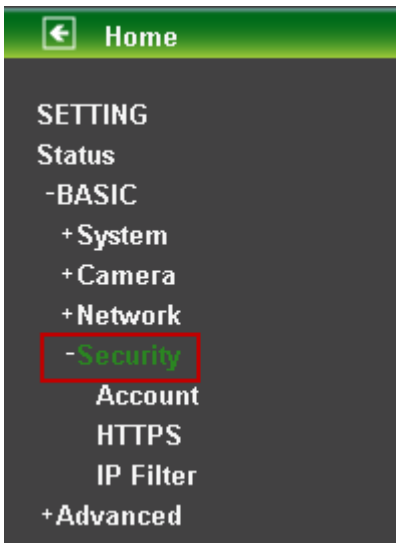 Home
SETTING
Status
-BASIC
+System
+Camera
+Network
-Security
Account
HTTPS
IP Filter
+Advanced